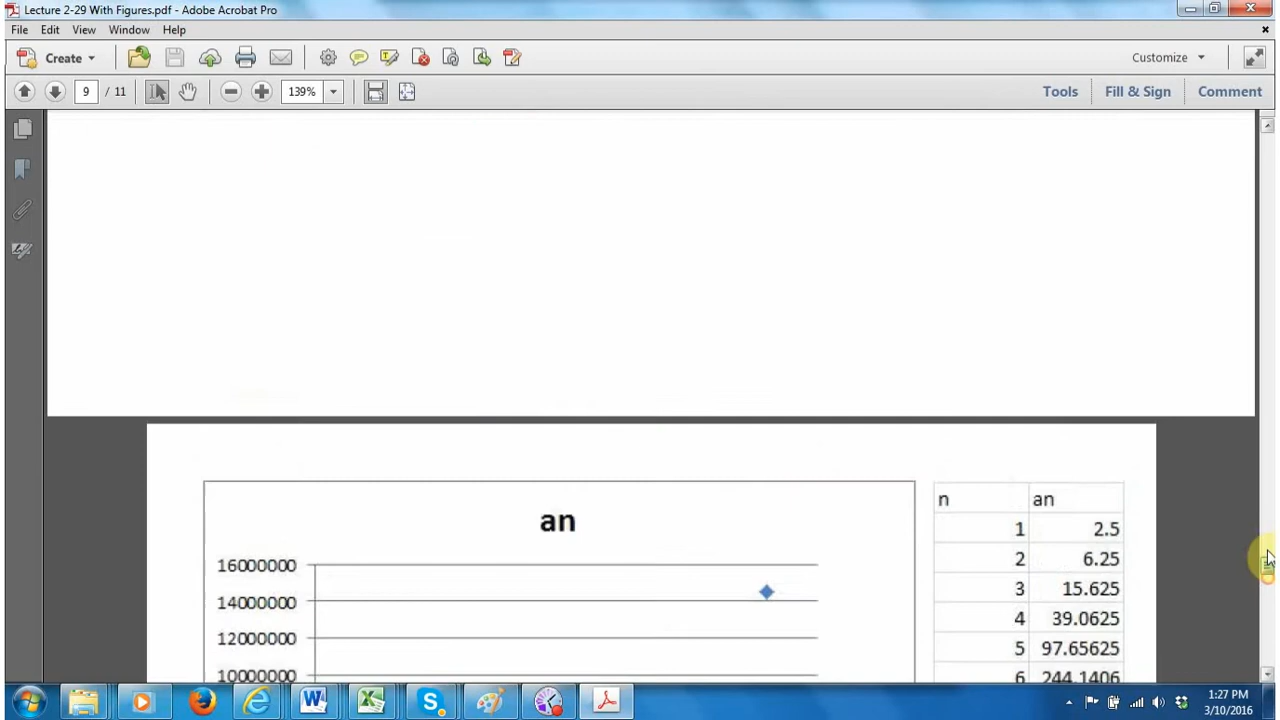 Lecture 2-29 With Figures.pdf - Adobe Acrobat Pro
File Edit View Window Help
Create Customize
9 / 11 139% Tools Fill & Sign Comment
an
16000000
14000000
12000000
10000000
n an
1 2.5
2 6.25
3 15.625
4 39.0625
5 97.65625
6 244.1406
1:27 PM
3/10/2016